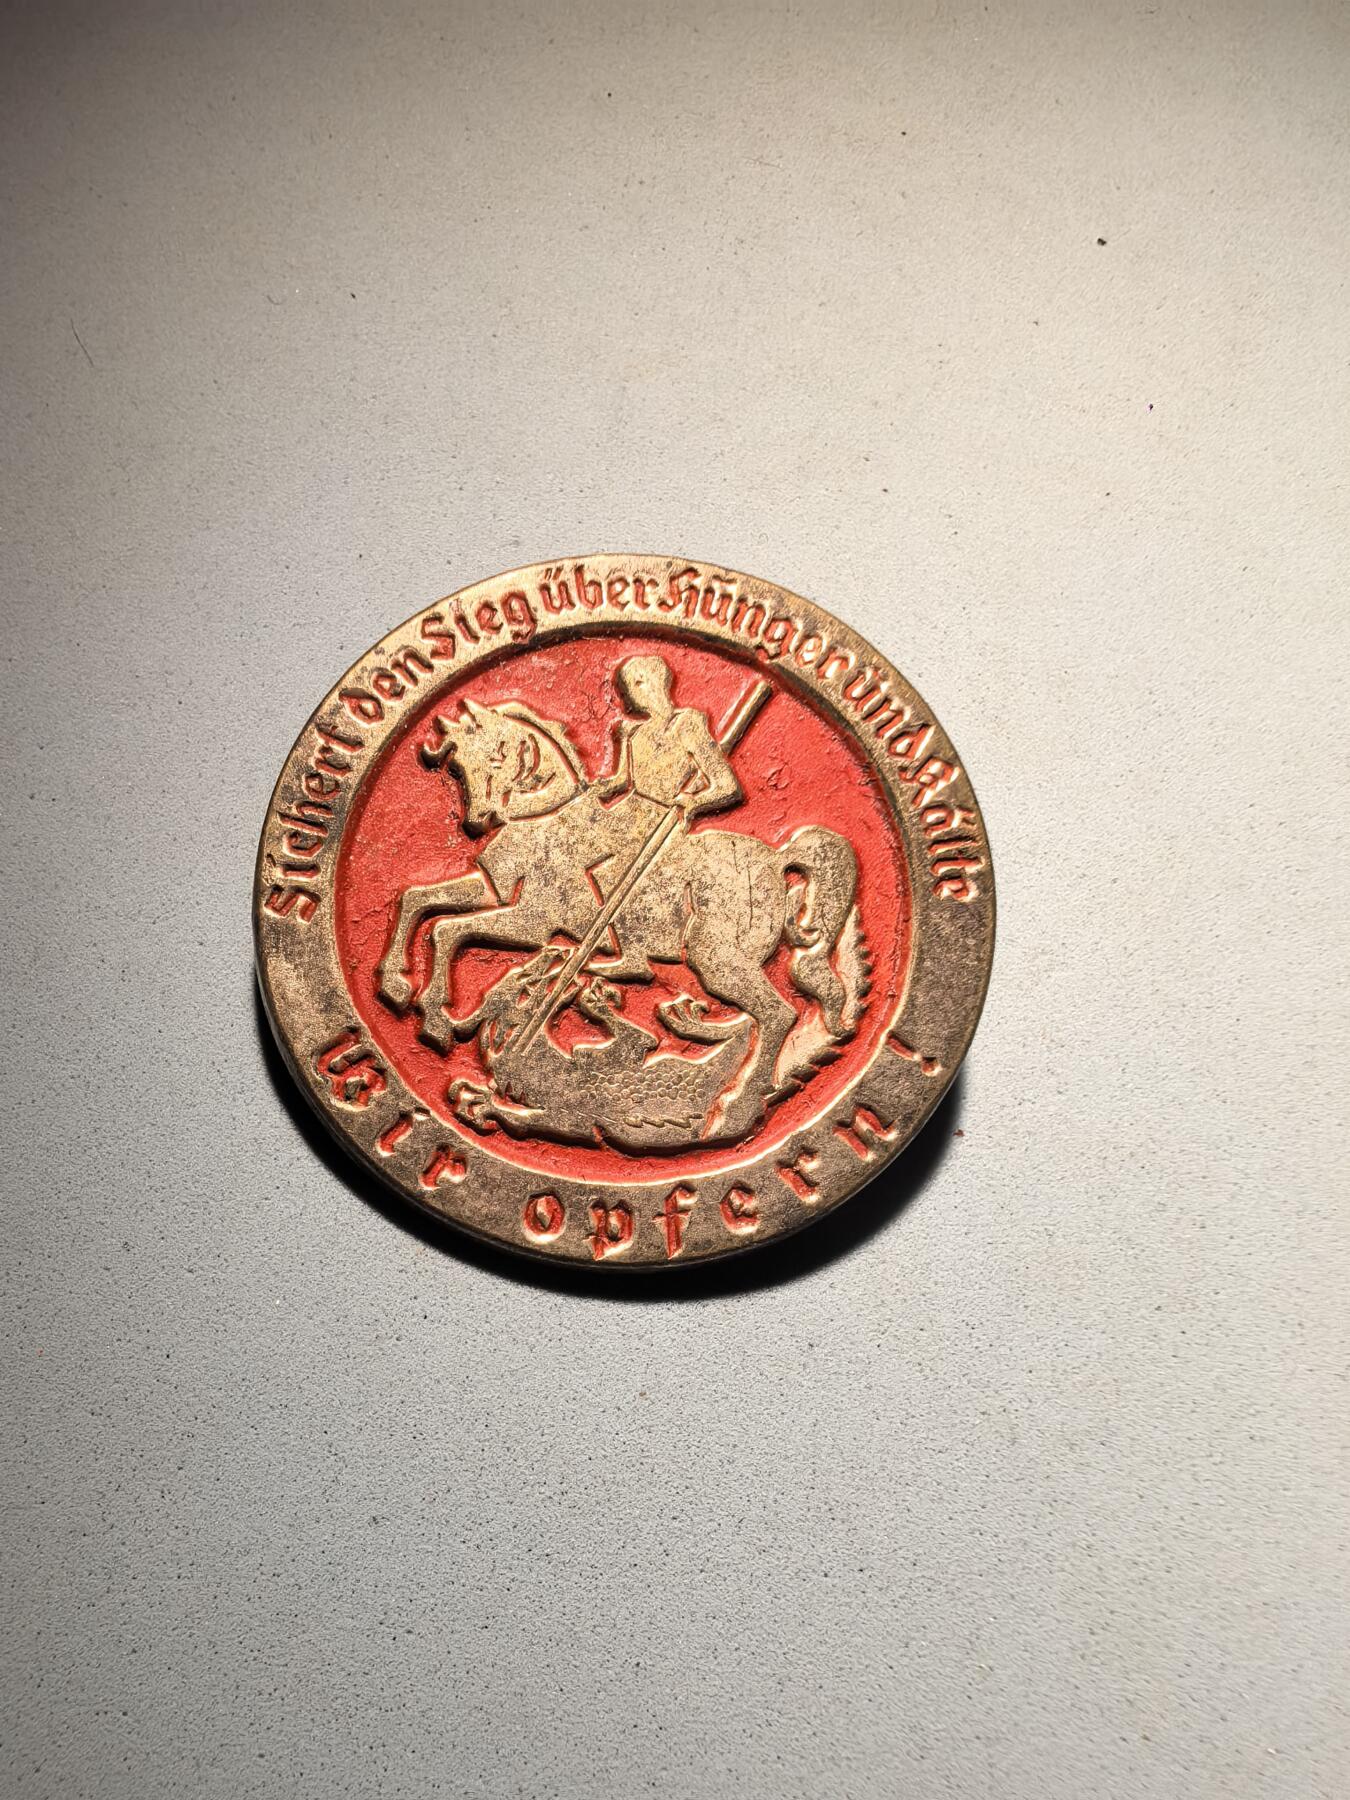 Sichert den Sieg über Hunger und Kälte
Wir opfern!